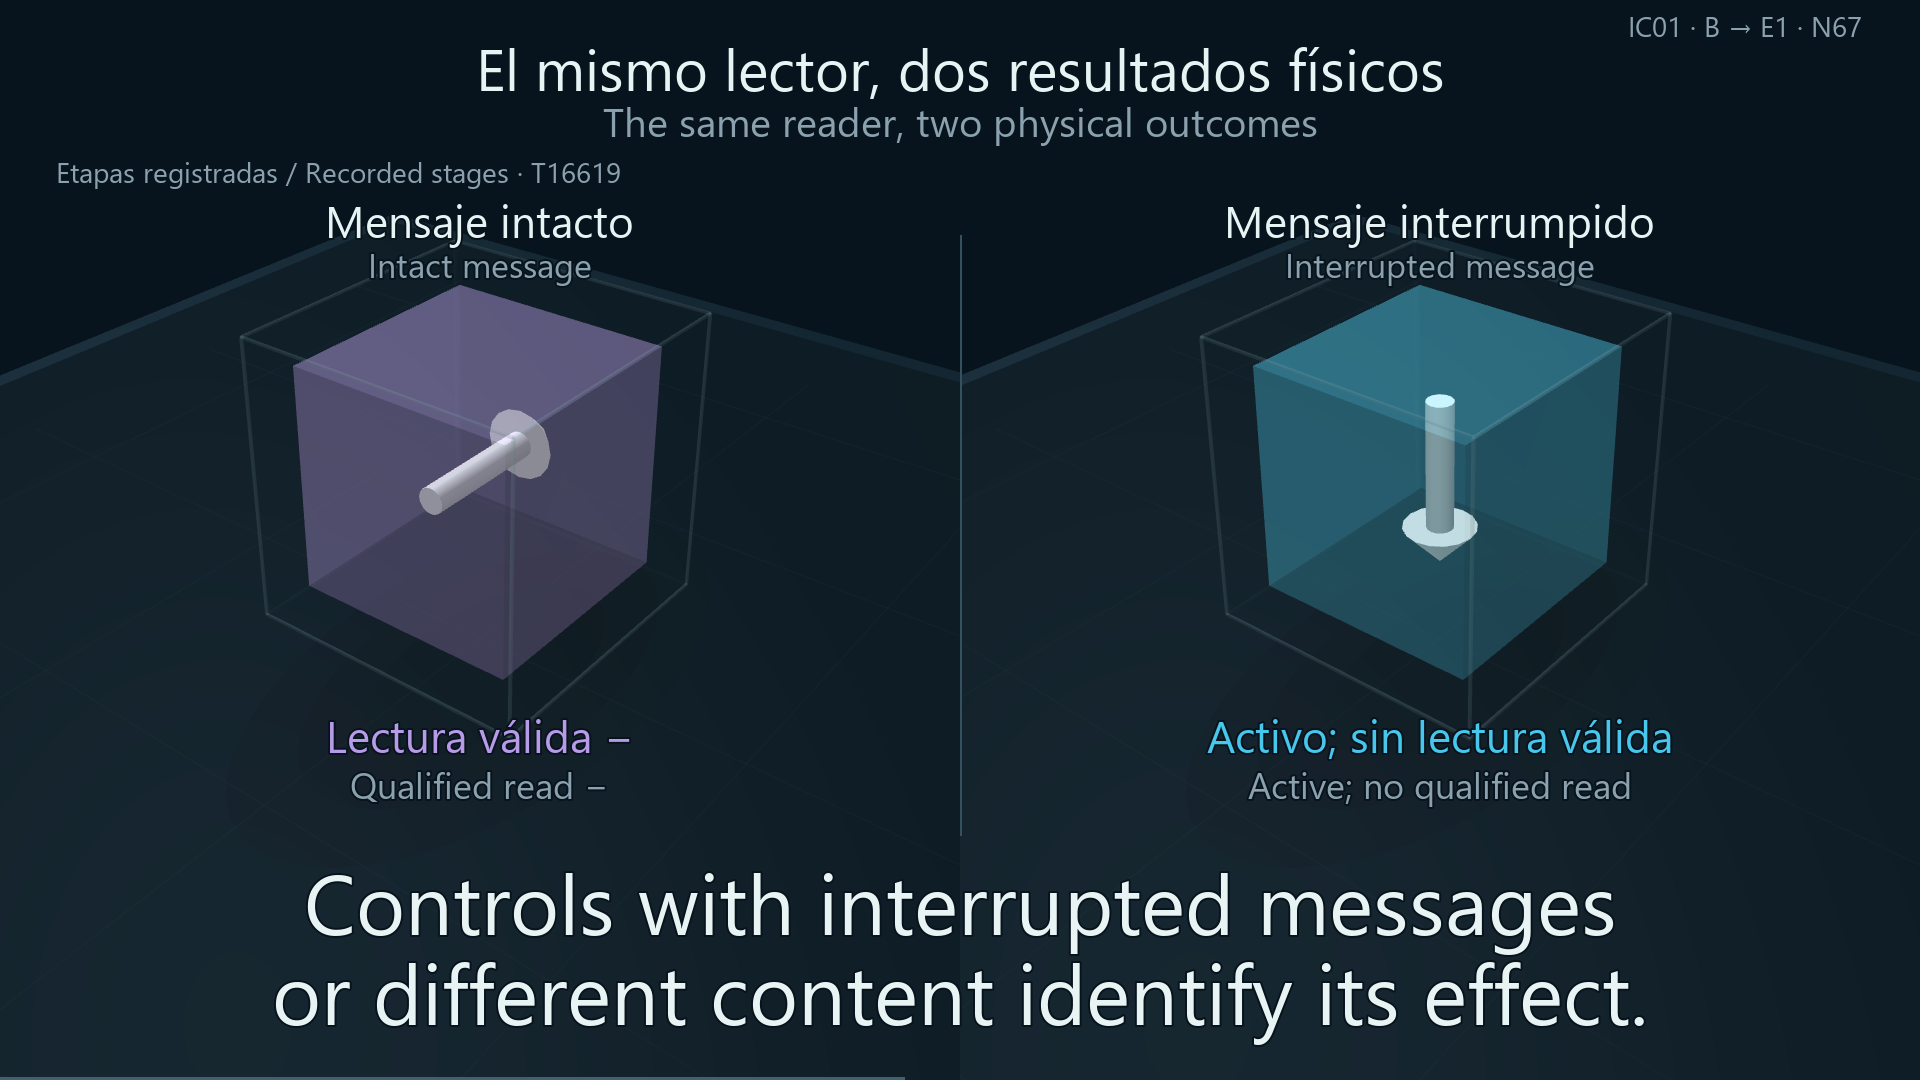 IC01 · B → E1 · N67
El mismo lector, dos resultados físicos
The same reader, two physical outcomes
Etapas registradas / Recorded stages · T16619
Mensaje intacto
Intact message
Mensaje interrumpido
Interrupted message
Lectura válida −
Qualified read −
Activo; sin lectura válida
Active; no qualified read
Controls with interrupted messages
or different content identify its effect.